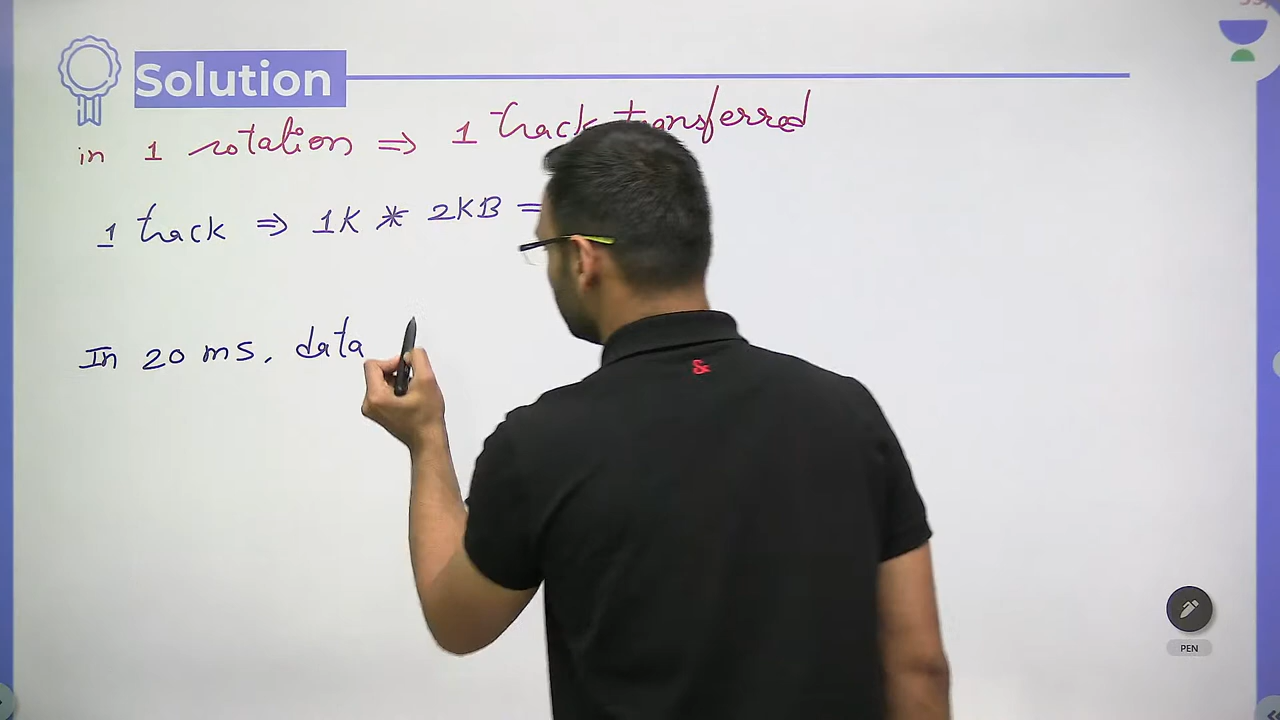 Solution
in 1 rotation ⇒ 1 track transferred
1 track ⇒ 1K * 2KB =
In 20 ms, data
&
PEN